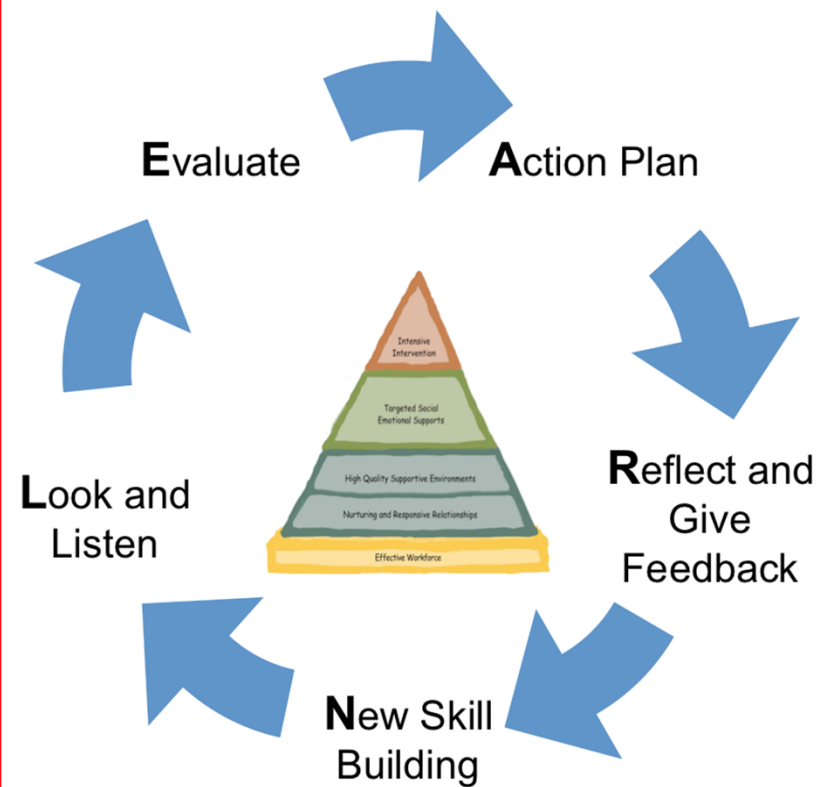 Evaluate
Action Plan
Intensive
Intervention
Targeted Social
Emotional Supports
High Quality Supportive Environments
Nurturing and Responsive Relationships
Effective Workforce
Look and
Listen
Reflect and
Give
Feedback
New Skill
Building